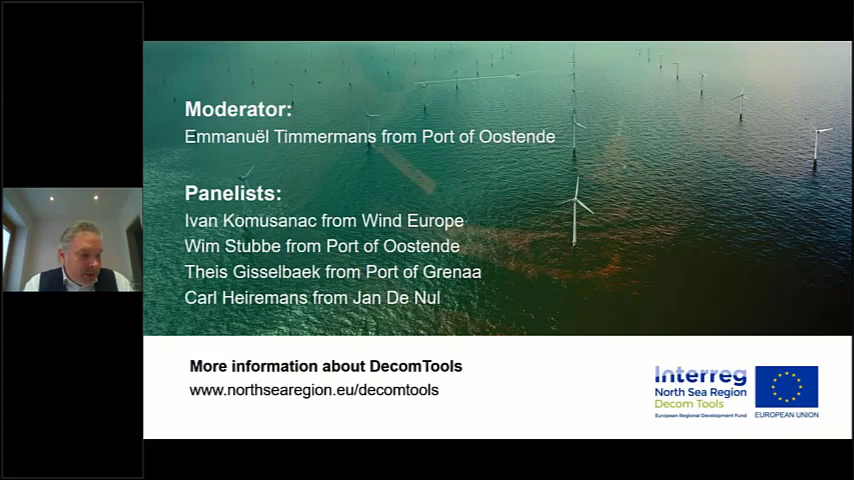 Moderator:
Emmanuël Timmermans from Port of Oostende
Panelists:
Ivan Komusanac from Wind Europe
Wim Stubbe from Port of Oostende
Theis Gisselbaek from Port of Grenaa
Carl Heiremans from Jan De Nul
More information about DecomTools
www.northsearegion.eu/decomtools
Interreg
North Sea Region
Decom Tools
European Regional Development Fund
EUROPEAN UNION